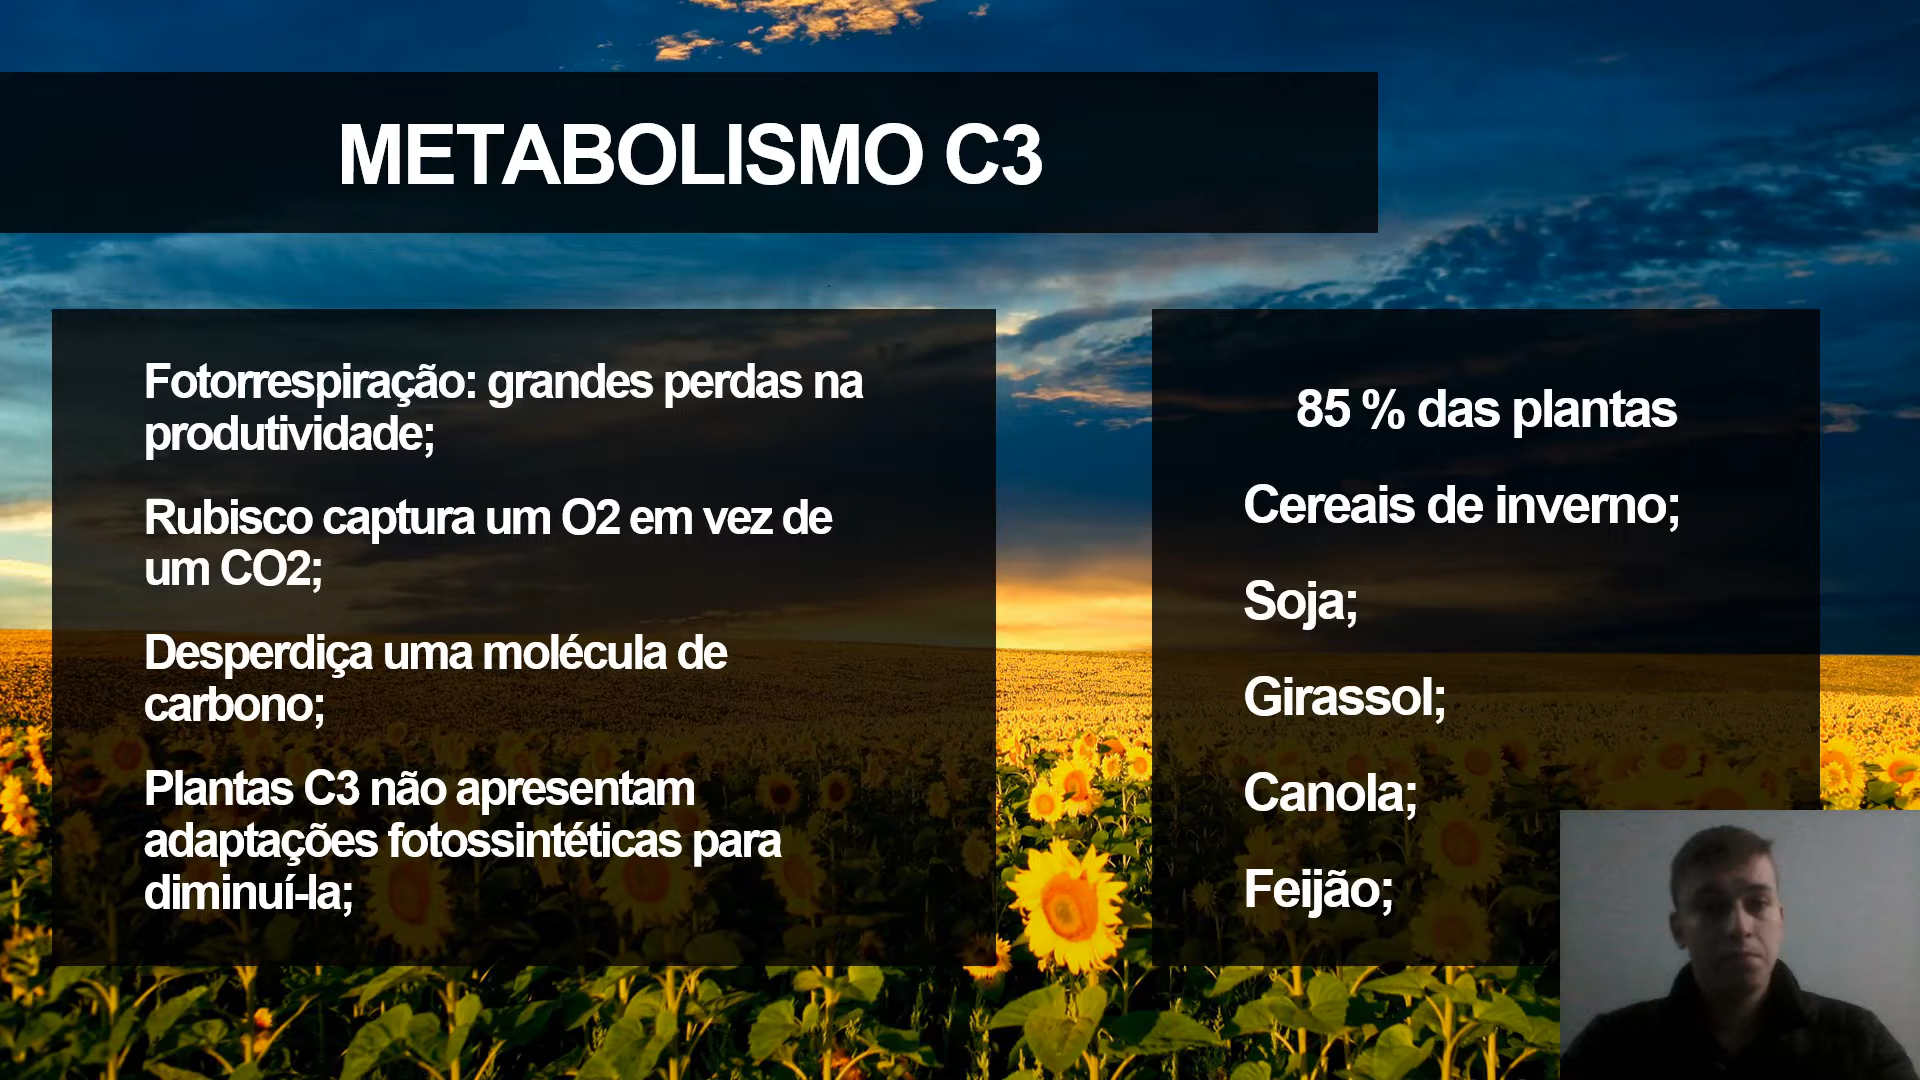 METABOLISMO C3
Fotorrespiração: grandes perdas na
produtividade;
Rubisco captura um O2 em vez de
um CO2;
Desperdiça uma molécula de
carbono;
Plantas C3 não apresentam
adaptações fotossintéticas para
diminuí-la;
85 % das plantas
Cereais de inverno;
Soja;
Girassol;
Canola;
Feijão;